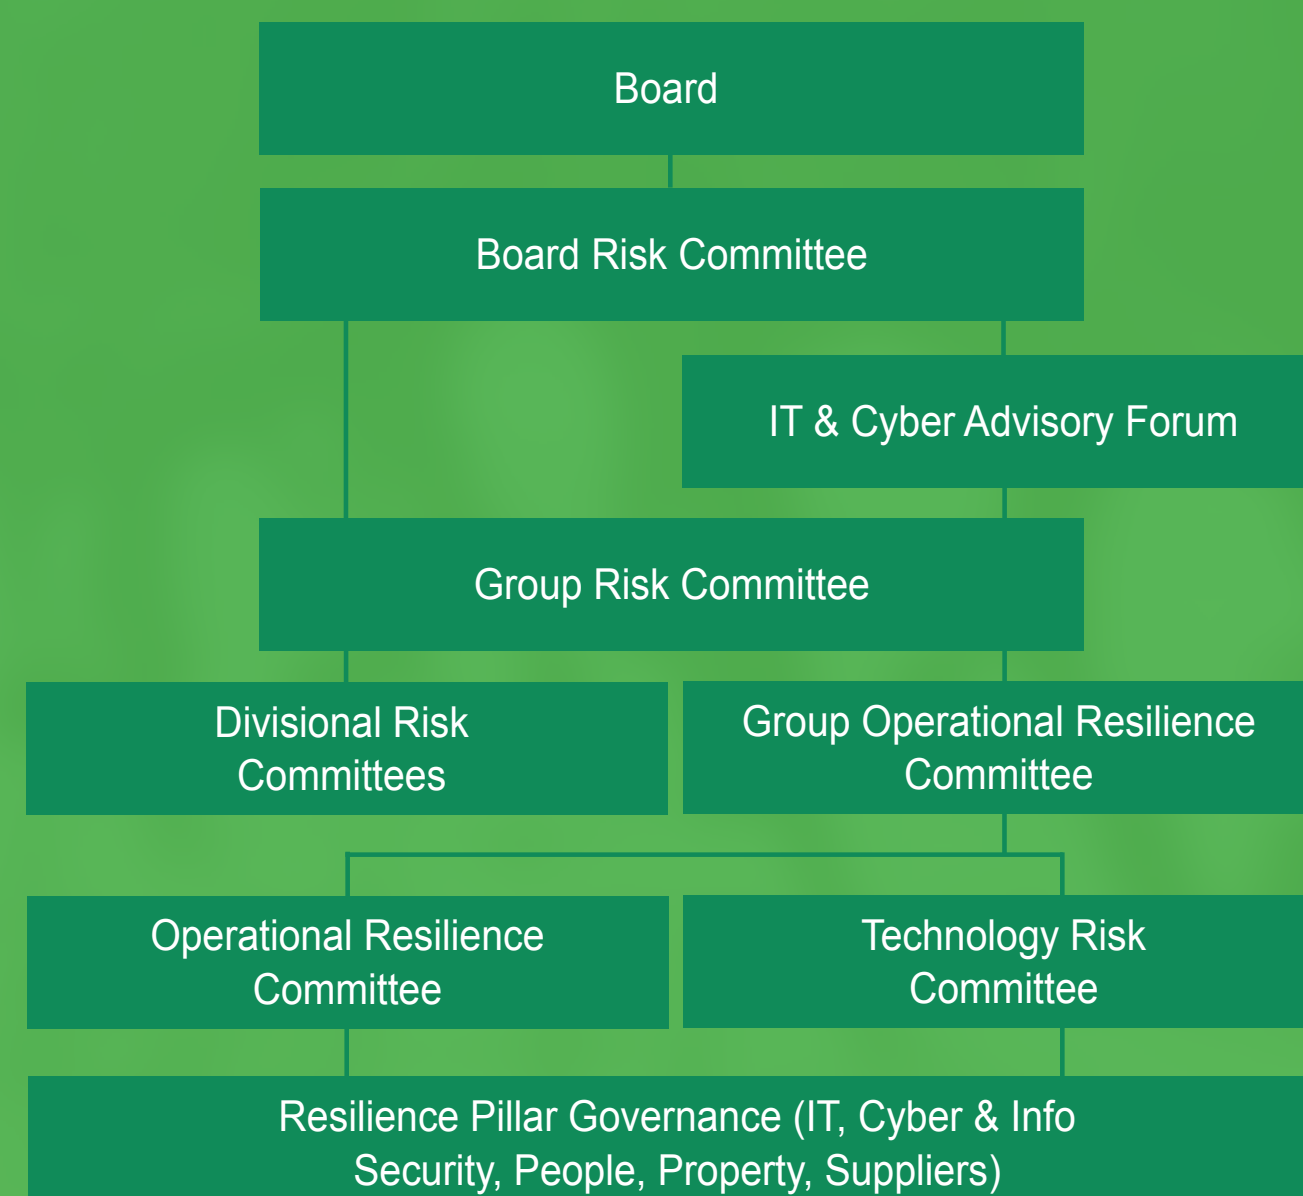 Board
Board Risk Committee
IT & Cyber Advisory Forum
Group Risk Committee
Divisional Risk
Committees
Group Operational Resilience
Committee
Operational Resilience
Committee
Technology Risk
Committee
Resilience Pillar Governance (IT, Cyber & Info
Security, People, Property, Suppliers)